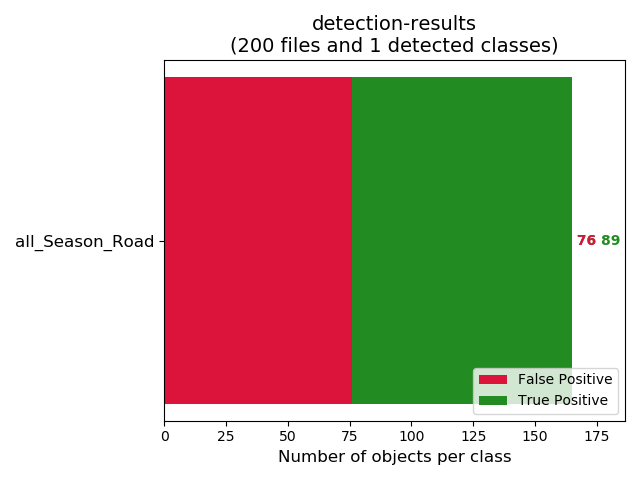 detection-results
(200 files and 1 detected classes)
all_Season_Road
76 89
False Positive
True Positive
0 25 50 75 100 125 150 175
Number of objects per class